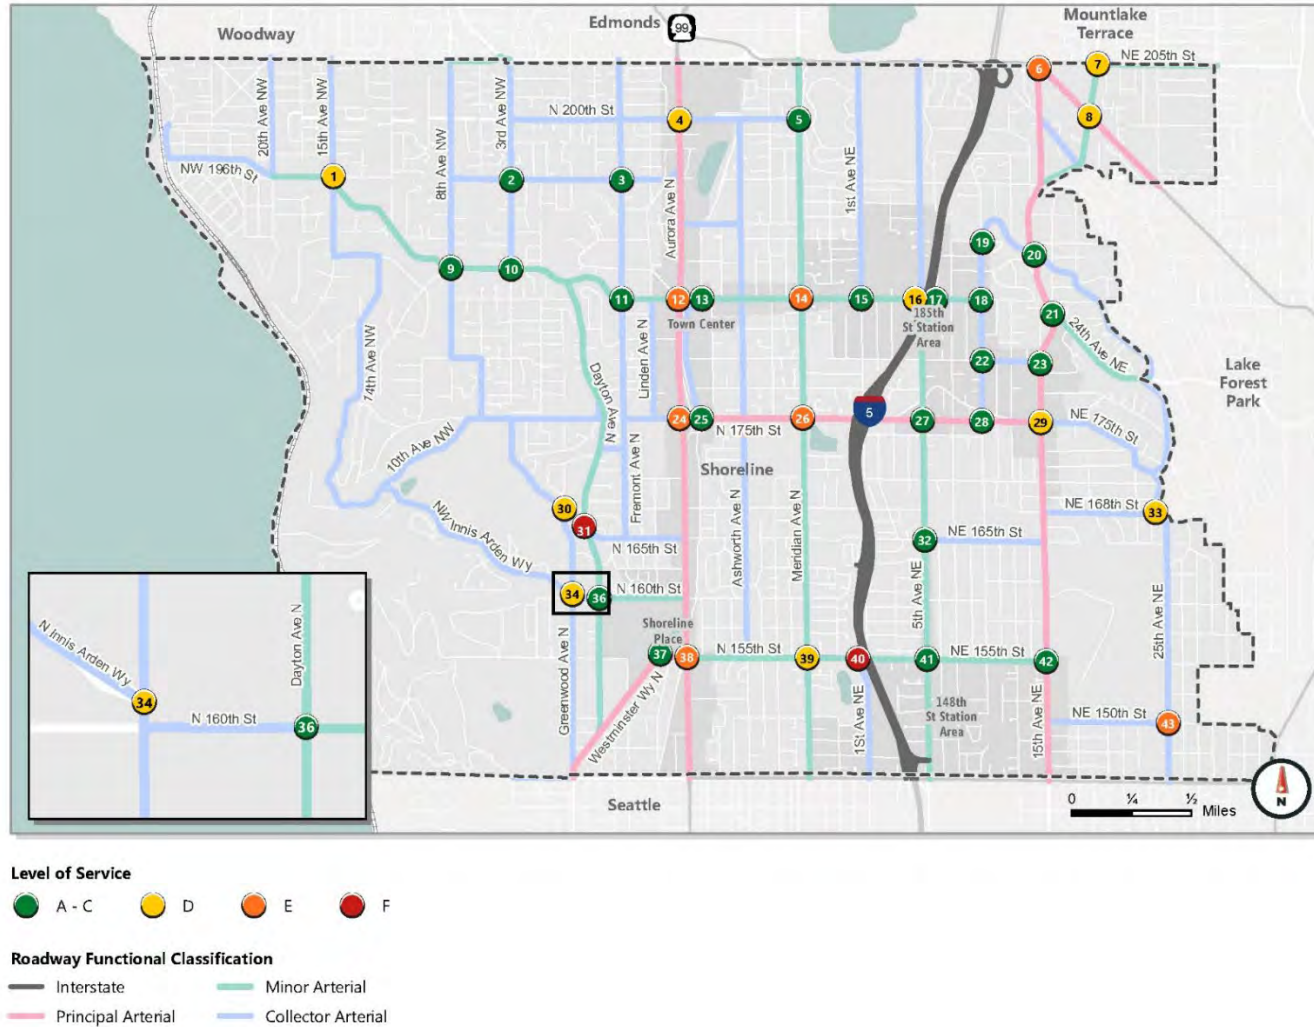 Woodway
Edmonds
99
Mountlake
Terrace
NE 205th St
20th Ave NW
15th Ave NW
8th Ave NW
3rd Ave NW
N 200th St
Aurora Ave N
1st Ave NE
NW 196th St
6
7
8
4
5
1
2
3
9
10
19
20
11
12
13
14
15
16
17
18
21
Town Center
185th
St Station
Area
24th Ave NE
Linden Ave N
14th Ave NW
Dayton Ave N
22
23
Lake
Forest
Park
5
24
25
26
27
28
29
N 175th St
NE 175th St
10th Ave NW
Shoreline
Fremont Ave N
Ashworth Ave N
Meridian Ave N
30
31
NW Innis Arden Wy
N 165th St
32
NE 165th St
NE 168th St
33
34
36
N 160th St
5th Ave NE
25th Ave NE
Shoreline
Place
37
38
N 155th St
39
40
41
NE 155th St
42
Greenwood Ave N
Westminster Wy N
1St Ave NE
148th
St Station
Area
15th Ave NE
NE 150th St
43
N Innis Arden Wy
Dayton Ave N
34
N 160th St
36
Seattle
0 ¼ ½ Miles
N
Level of Service
A - C D E F
Roadway Functional Classification
Interstate Minor Arterial
Principal Arterial Collector Arterial